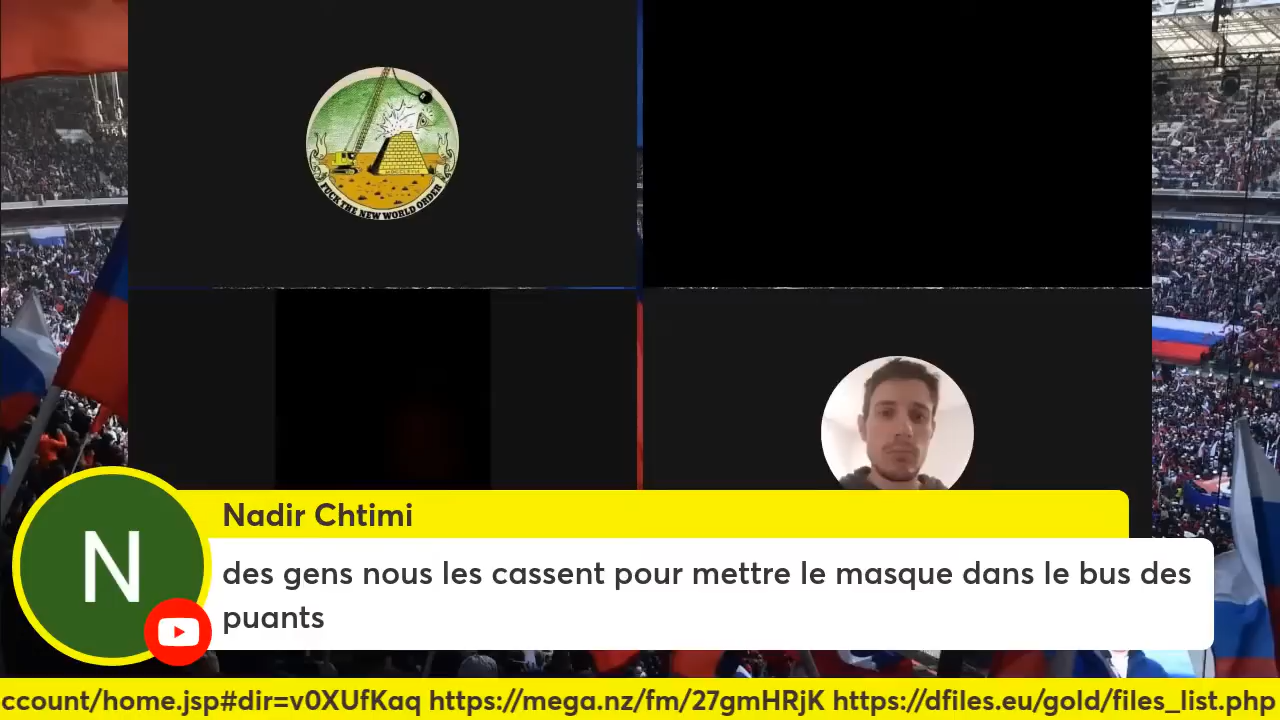 FUCK THE NEW WORLD ORDER
Nadir Chtimi
N
des gens nous les cassent pour mettre le masque dans le bus des
puants
ccount/home.jsp#dir=v0XUfKaq https://mega.nz/fm/27gmHRjK https://dfiles.eu/gold/files_list.php